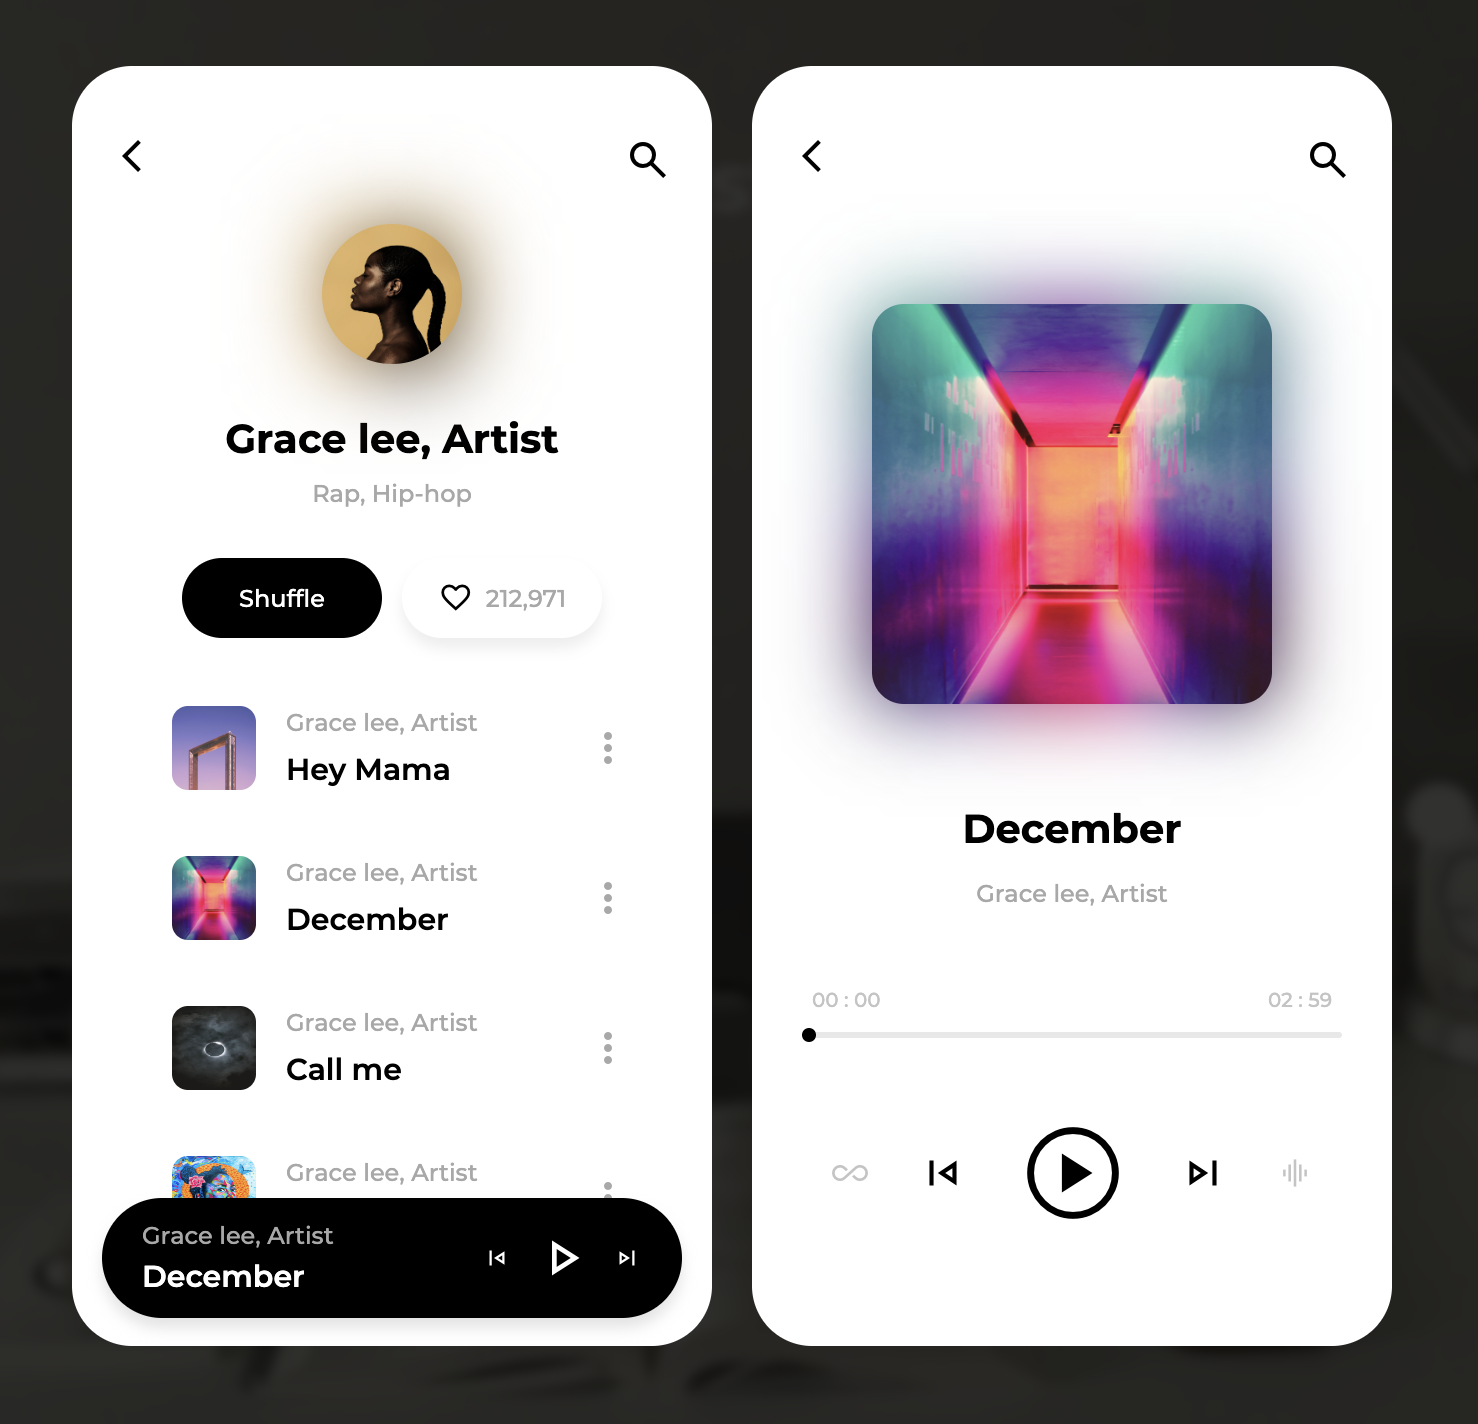 Grace lee, Artist
Rap, Hip-hop
Shuffle
212,971
Grace lee, Artist
Hey Mama
Grace lee, Artist
December
Grace lee, Artist
Call me
Grace lee, Artist
Grace lee, Artist
December
December
Grace lee, Artist
00 : 00
02 : 59